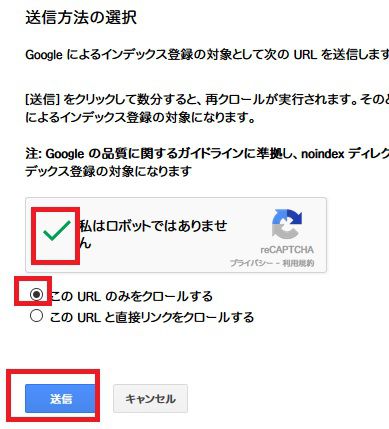 送信方法の選択
Google によるインデックス登録の対象として次の URL を送信します
[送信] をクリックして数分すると、再クロールが実行されます。そのと
によるインデックス登録の対象になります。
注: Google の品質に関するガイドラインに準拠し、noindex ディレク
デックス登録の対象になります
私はロボットではありませ
ん
reCAPTCHA
プライバシー - 利用規約
この URL のみをクロールする
この URL と直接リンクをクロールする
送信
キャンセル